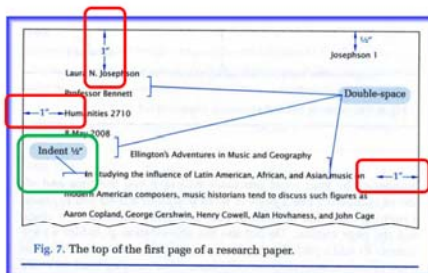 ½"
1"
Josephson 1
Laura N. Josephson
Professor Bennett
Double-space
1"
Humanities 2710
8 May 2008
Indent ½"
Ellington's Adventures in Music and Geography
In studying the influence of Latin American, African, and Asian music on
1"
modern American composers, music historians tend to discuss such figures as
Aaron Copland, George Gershwin, Henry Cowell, Alan Hovhaness, and John Cage
Fig. 7. The top of the first page of a research paper.